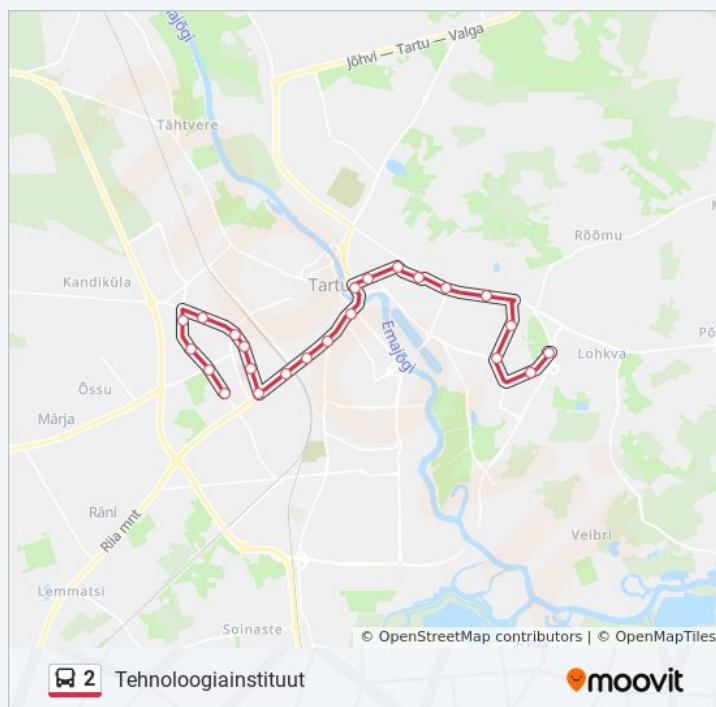 Emajõgi
Jõhvi — Tartu — Valga
Tähtvere
Rõõmu
Kandiküla
Tartu
Emajõgi
Lohkva
Õssu
Märja
Räni
Riia mnt
Veibri
Lemmatsi
Soinaste
© OpenStreetMap contributors | © OpenMapTiles
2 Tehnoloogiainstituut
moovit